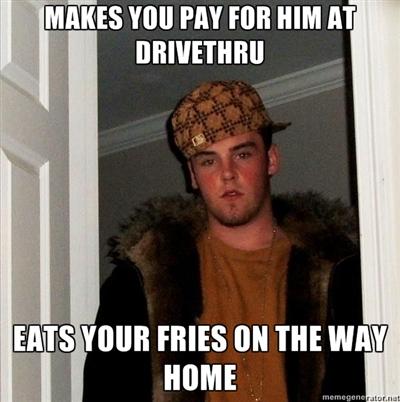 MAKES YOU PAY FOR HIM AT
DRIVETHRU
EATS YOUR FRIES ON THE WAY
HOME
memegenerator.net